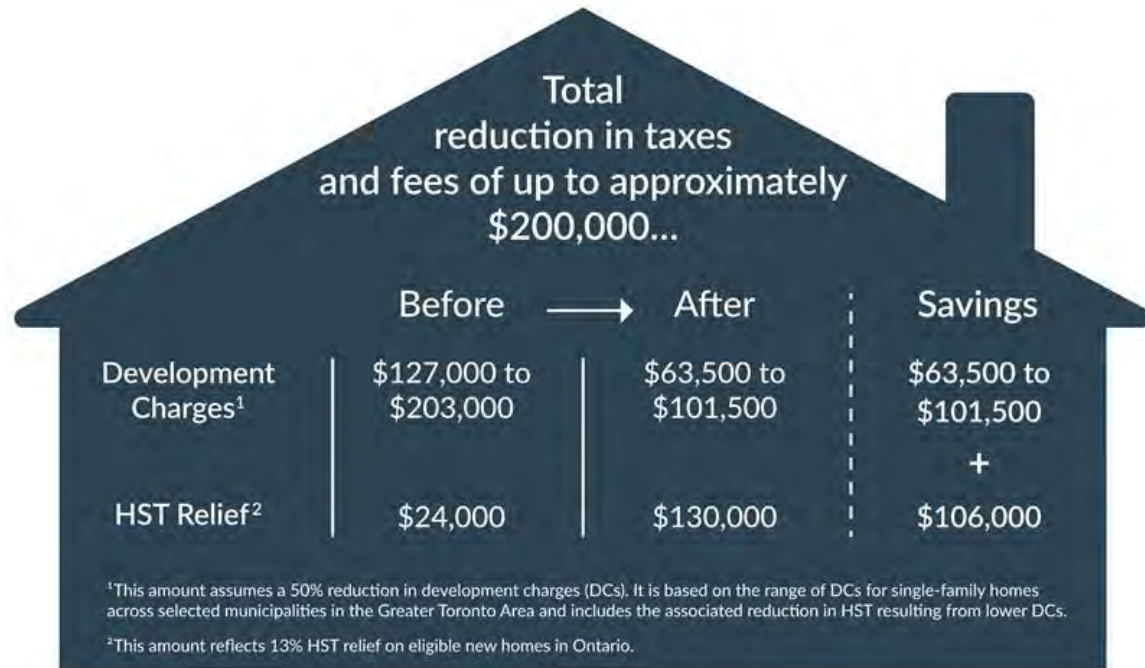 Total
reduction in taxes
and fees of up to approximately
$200,000...
Before → After Savings
Development Charges¹ $127,000 to $203,000 $63,500 to $101,500 $63,500 to $101,500
+
HST Relief² $24,000 $130,000 $106,000
¹This amount assumes a 50% reduction in development charges (DCs). It is based on the range of DCs for single-family homes
across selected municipalities in the Greater Toronto Area and includes the associated reduction in HST resulting from lower DCs.
²This amount reflects 13% HST relief on eligible new homes in Ontario.